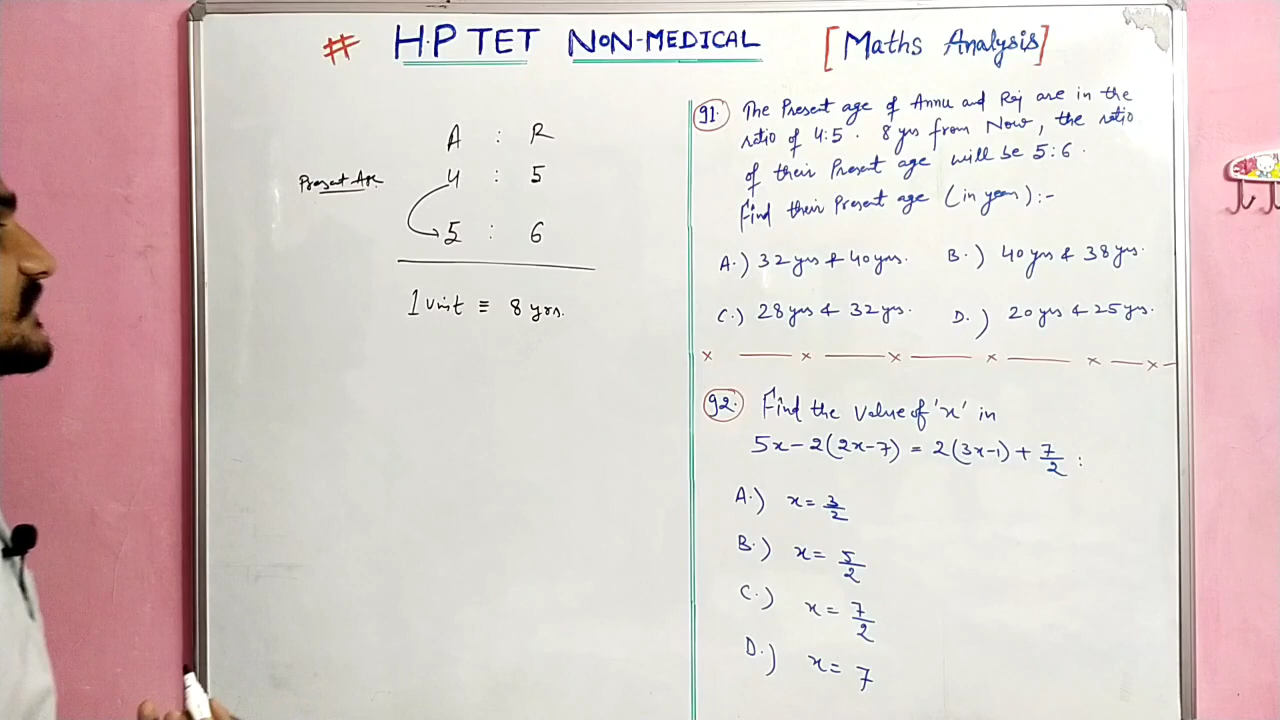 # H.P TET NON-MEDICAL [Maths Analysis]
A : R
Present Age 4 : 5
5 : 6
1 unit ≡ 8 yrs.
91. The Present age of Annu and Raj are in the
ratio of 4:5. 8 yrs from Now, the ratio
of their Present age will be 5:6.
Find their Present age (in year):-
A.) 32 yrs & 40 yrs. B.) 40 yrs & 38 yrs.
C.) 28 yrs & 32 yrs. D.) 20 yrs & 25 yrs.
92. Find the value of 'x' in
5x-2(2x-7) = 2(3x-1) + 7/2 :
A.) x = 3/2
B.) x = 5/2
C.) x = 7/2
D.) x = 7